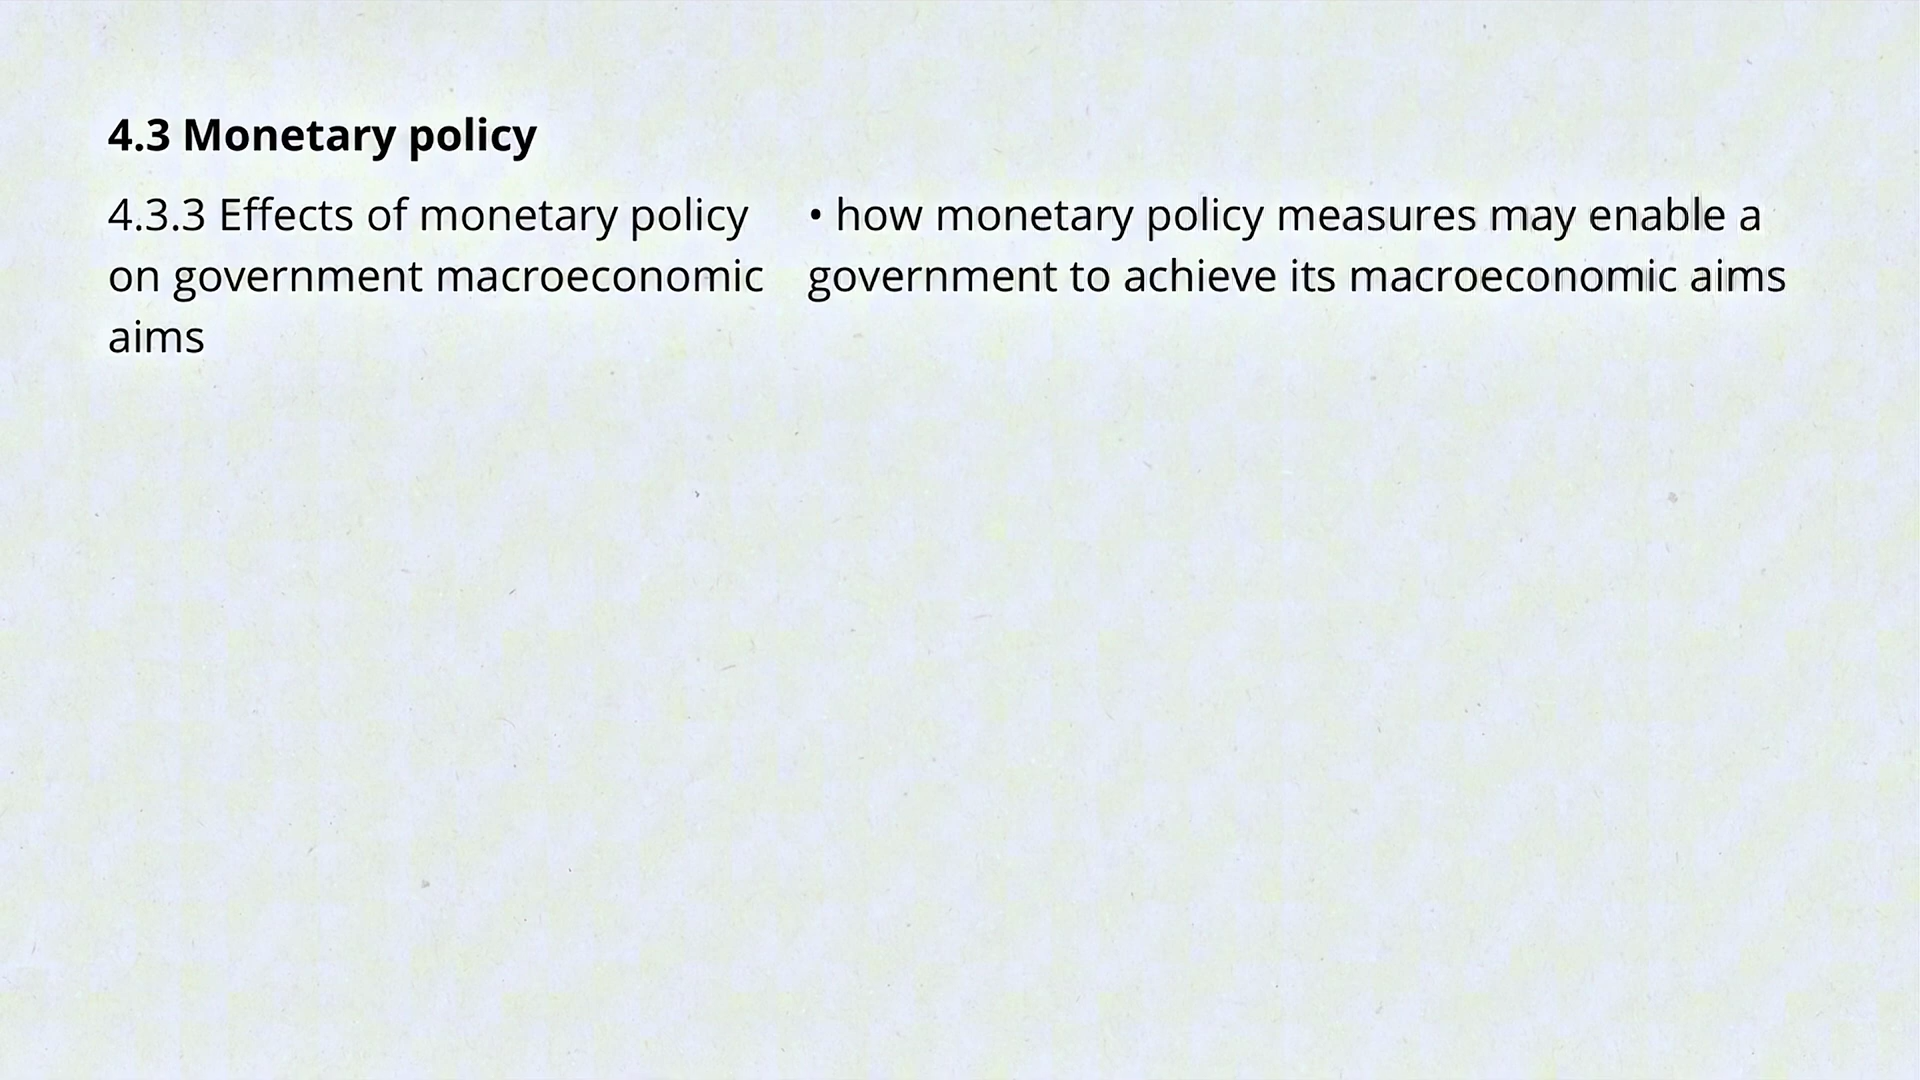 4.3 Monetary policy
4.3.3 Effects of monetary policy
on government macroeconomic
aims
• how monetary policy measures may enable a
government to achieve its macroeconomic aims